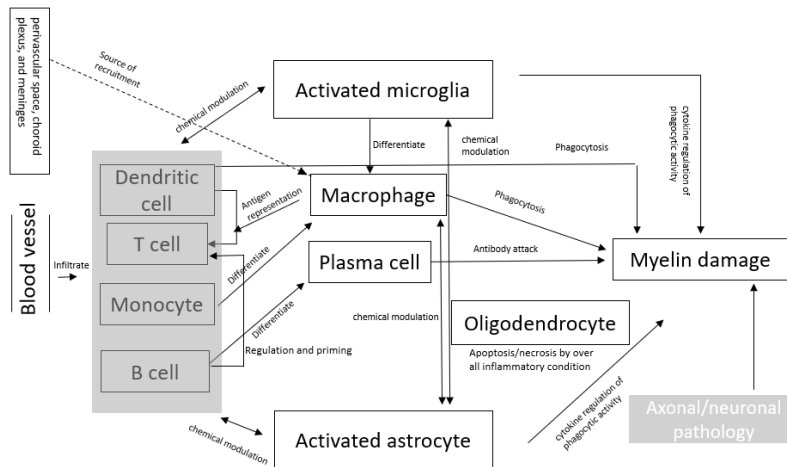 perivascular space, choroid
plexus, and meninges
Source of
recruitment
Activated microglia
chemical modulation
Differentiate
chemical
modulation
cytokine regulation of
phagocytic activity
Phagocytosis
Dendritic
cell
Antigen
representation
Macrophage
Phagocytosis
T cell
Blood vessel
Infiltrate
Differentiate
Plasma cell
Antibody attack
Myelin damage
Monocyte
Differentiate
chemical modulation
Oligodendrocyte
Regulation and priming
Apoptosis/necrosis by over
all inflammatory condition
B cell
cytokine regulation of
phagocytic activity
Axonal/neuronal
pathology
chemical modulation
Activated astrocyte